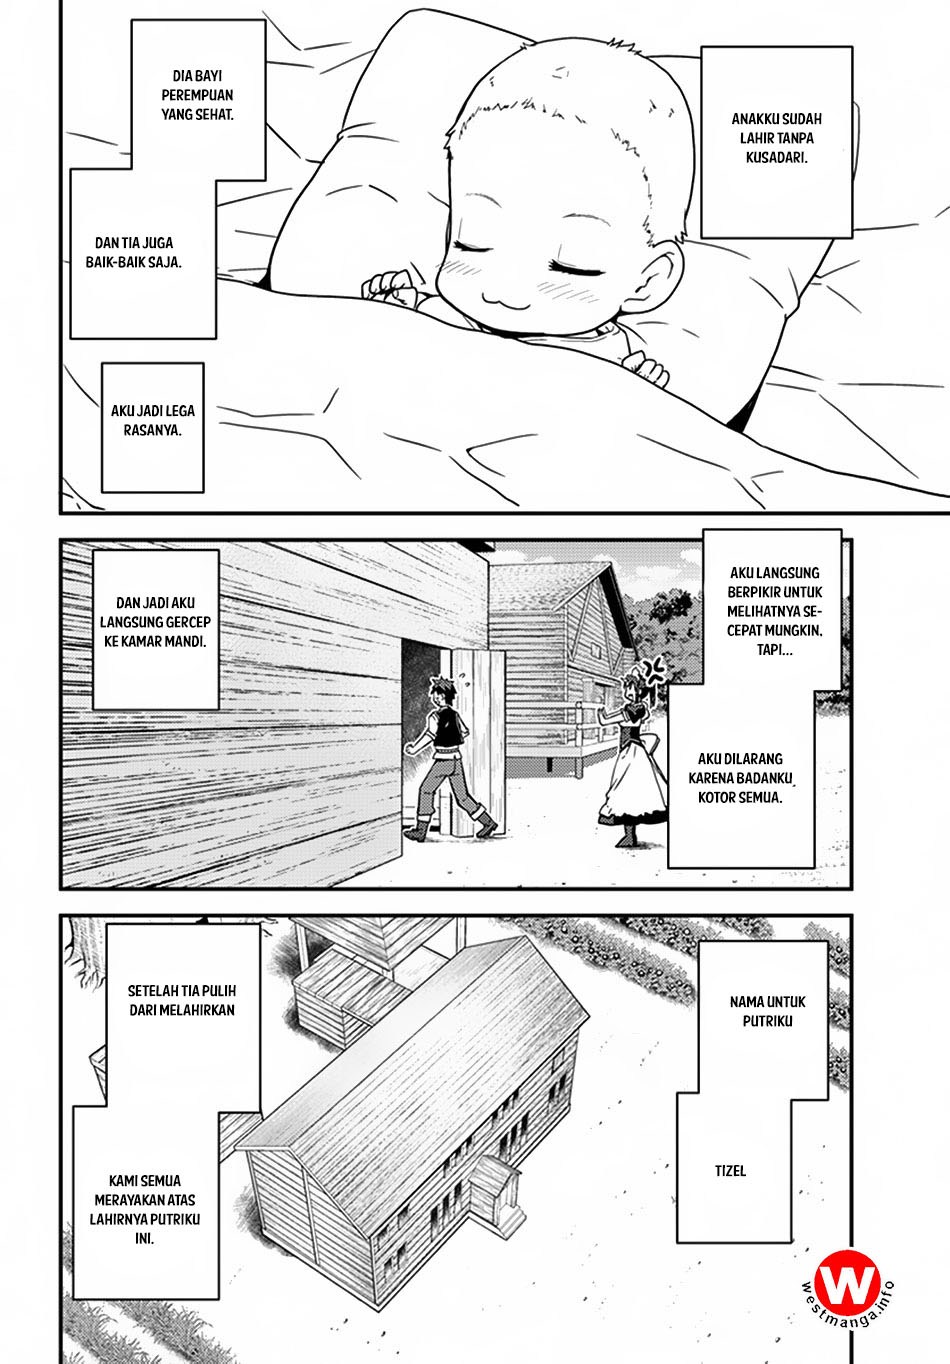 ANAKKU SUDAH
LAHIR TANPA
KUSADARI.
DIA BAYI
PEREMPUAN
YANG SEHAT.
DAN TIA JUGA
BAIK-BAIK SAJA.
AKU JADI LEGA
RASANYA.
AKU LANGSUNG
BERPIKIR UNTUK
MELIHATNYA SE-
CEPAT MUNGKIN,
TAPI...
AKU DILARANG
KARENA BADANKU
KOTOR SEMUA.
DAN JADI AKU
LANGSUNG GERCEP
KE KAMAR MANDI.
NAMA UNTUK
PUTRIKU
TIZEL
SETELAH TIA PULIH
DARI MELAHIRKAN
KAMI SEMUA
MERAYAKAN ATAS
LAHIRNYA PUTRIKU
INI.
W
westmanga.info